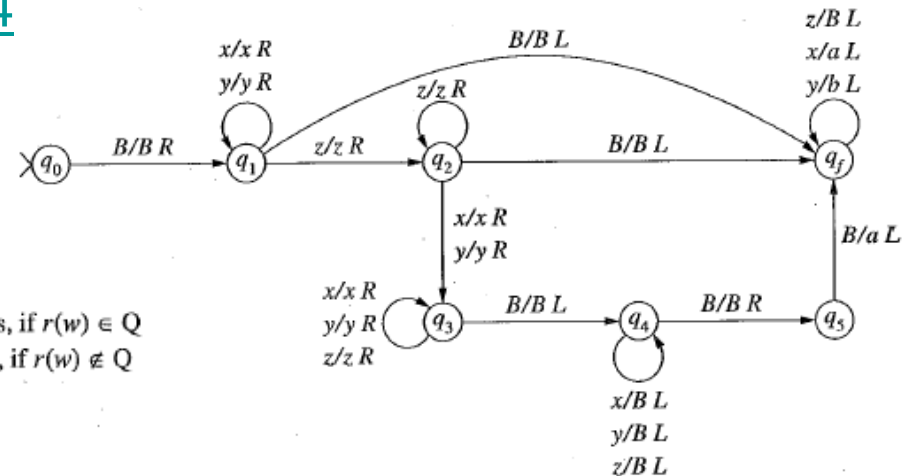 4
z/B L
x/a L
y/b L
B/B L
x/x R
y/y R
z/z R
B/B R
z/z R
B/B L
q0
q1
q2
qf
x/x R
y/y R
B/a L
x/x R
y/y R
z/z R
B/B L
B/B R
q3
q4
q5
s, if r(w) ∈ Q
, if r(w) ∉ Q
x/B L
y/B L
z/B L